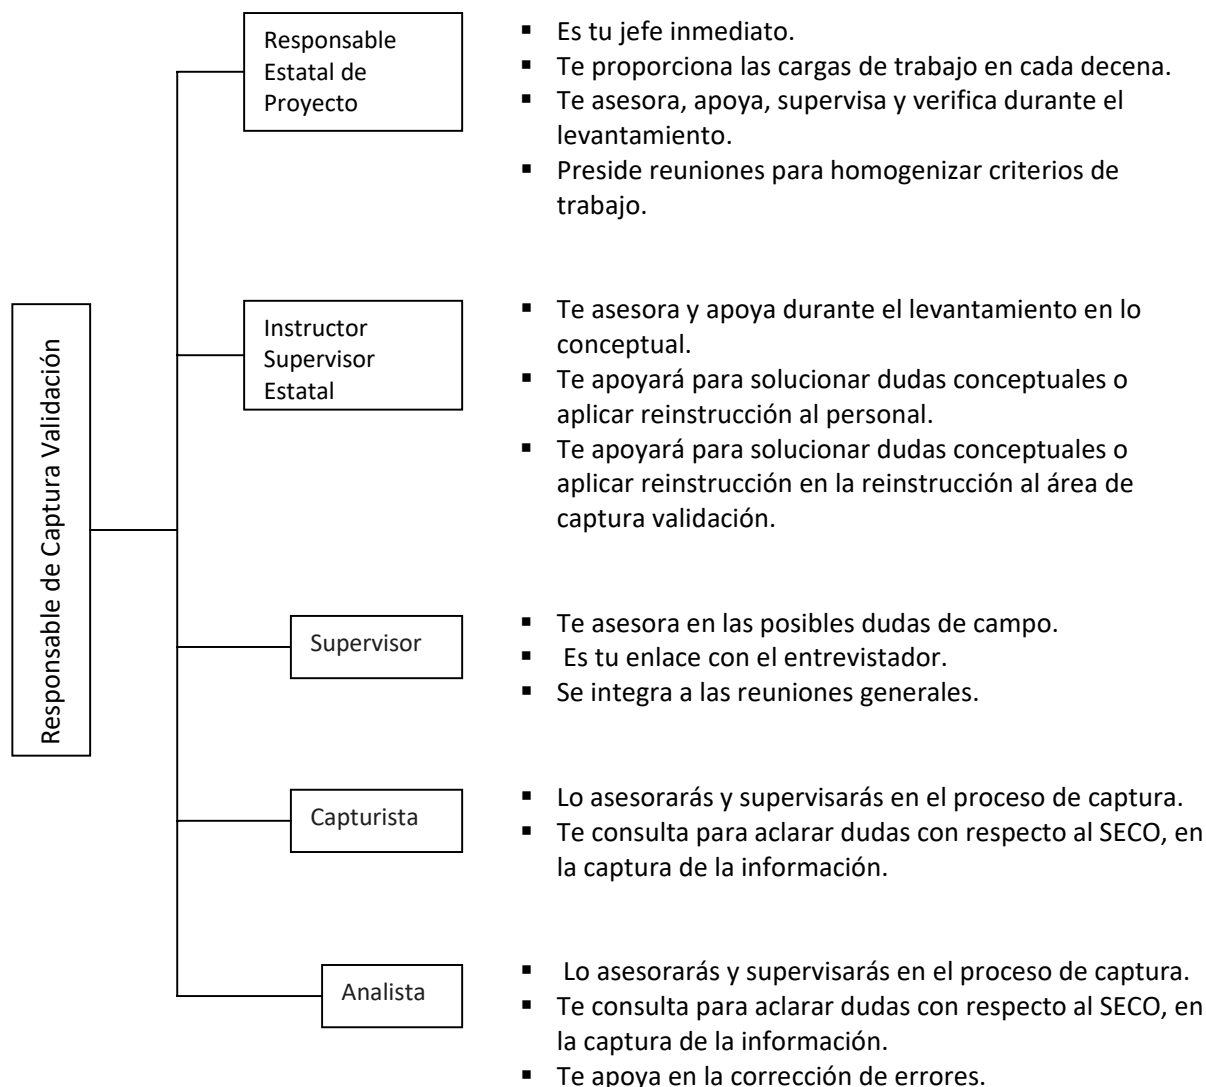 Responsable
Estatal de
Proyecto
▪ Es tu jefe inmediato.
▪ Te proporciona las cargas de trabajo en cada decena.
▪ Te asesora, apoya, supervisa y verifica durante el
levantamiento.
▪ Preside reuniones para homogenizar criterios de
trabajo.
Responsable de Captura Validación
Instructor
Supervisor
Estatal
▪ Te asesora y apoya durante el levantamiento en lo
conceptual.
▪ Te apoyará para solucionar dudas conceptuales o
aplicar reinstrucción al personal.
▪ Te apoyará para solucionar dudas conceptuales o
aplicar reinstrucción en la reinstrucción al área de
captura validación.
Supervisor
▪ Te asesora en las posibles dudas de campo.
▪ Es tu enlace con el entrevistador.
▪ Se integra a las reuniones generales.
Capturista
▪ Lo asesorarás y supervisarás en el proceso de captura.
▪ Te consulta para aclarar dudas con respecto al SECO, en
la captura de la información.
Analista
▪ Lo asesorarás y supervisarás en el proceso de captura.
▪ Te consulta para aclarar dudas con respecto al SECO, en
la captura de la información.
▪ Te apoya en la corrección de errores.